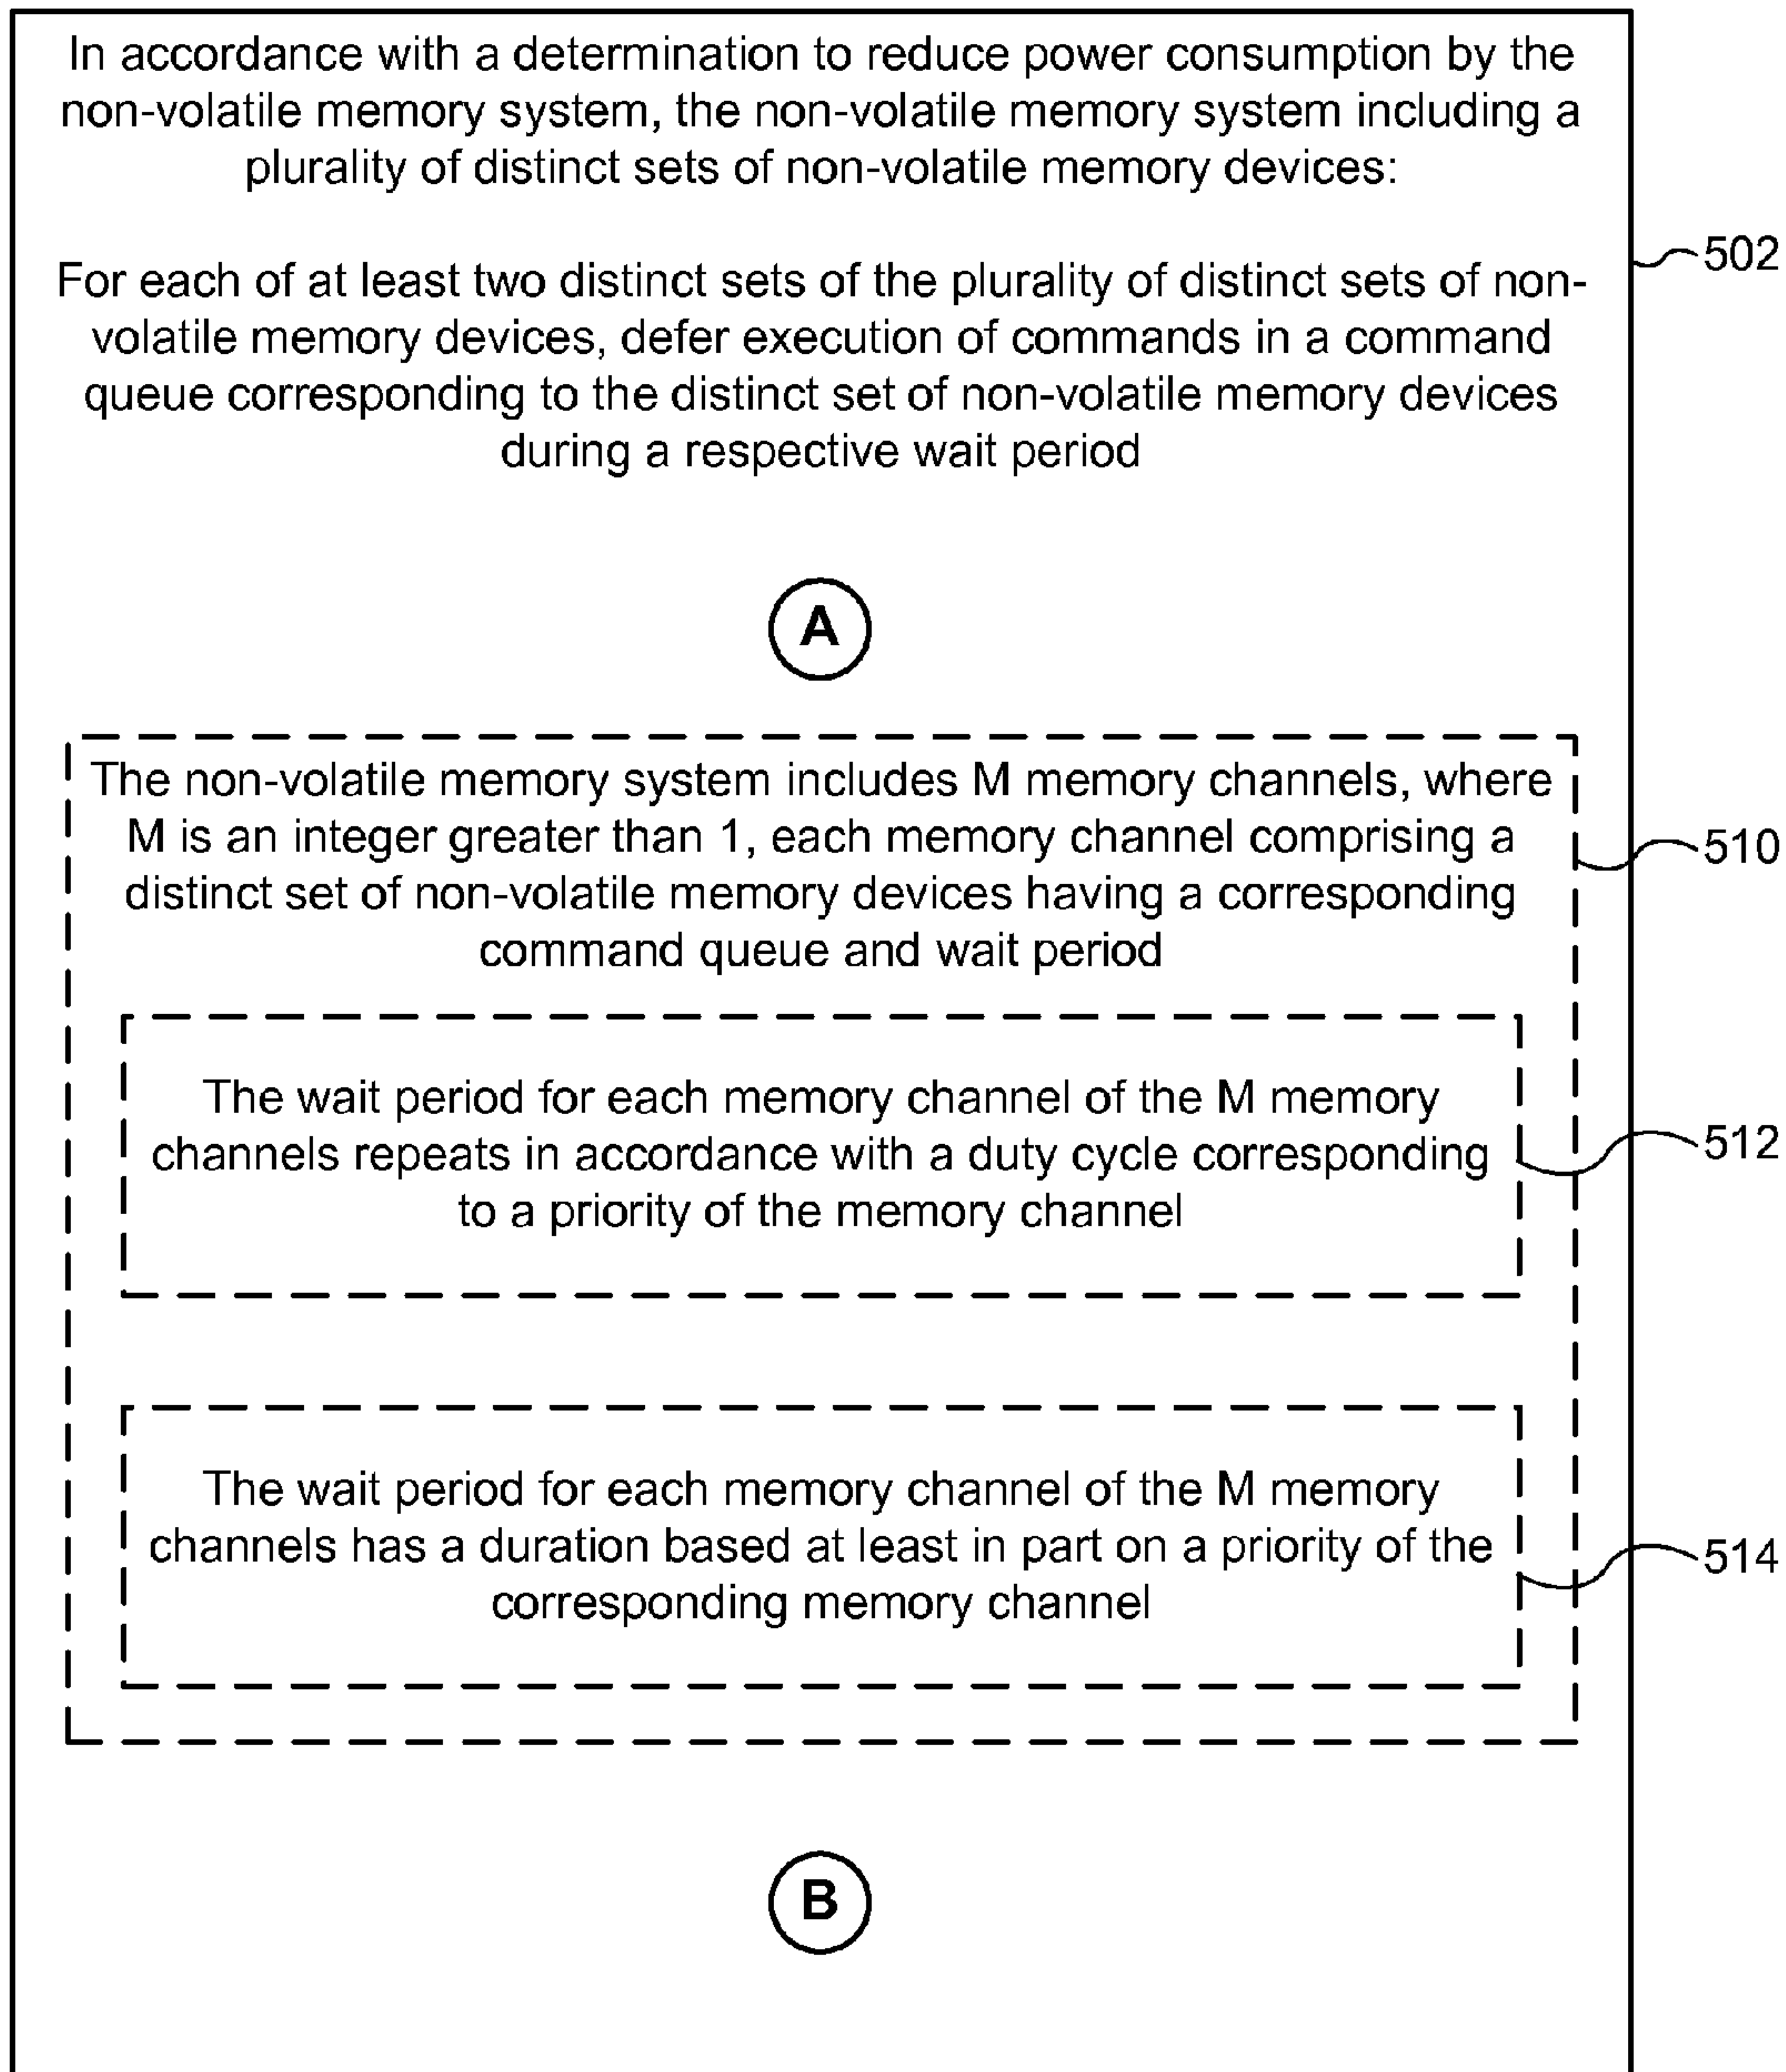 In accordance with a determination to reduce power consumption by the
non-volatile memory system, the non-volatile memory system including a
plurality of distinct sets of non-volatile memory devices:
For each of at least two distinct sets of the plurality of distinct sets of non-
volatile memory devices, defer execution of commands in a command
queue corresponding to the distinct set of non-volatile memory devices
during a respective wait period
502
A
The non-volatile memory system includes M memory channels, where
M is an integer greater than 1, each memory channel comprising a
distinct set of non-volatile memory devices having a corresponding
command queue and wait period
510
The wait period for each memory channel of the M memory
channels repeats in accordance with a duty cycle corresponding
to a priority of the memory channel
512
The wait period for each memory channel of the M memory
channels has a duration based at least in part on a priority of the
corresponding memory channel
514
B